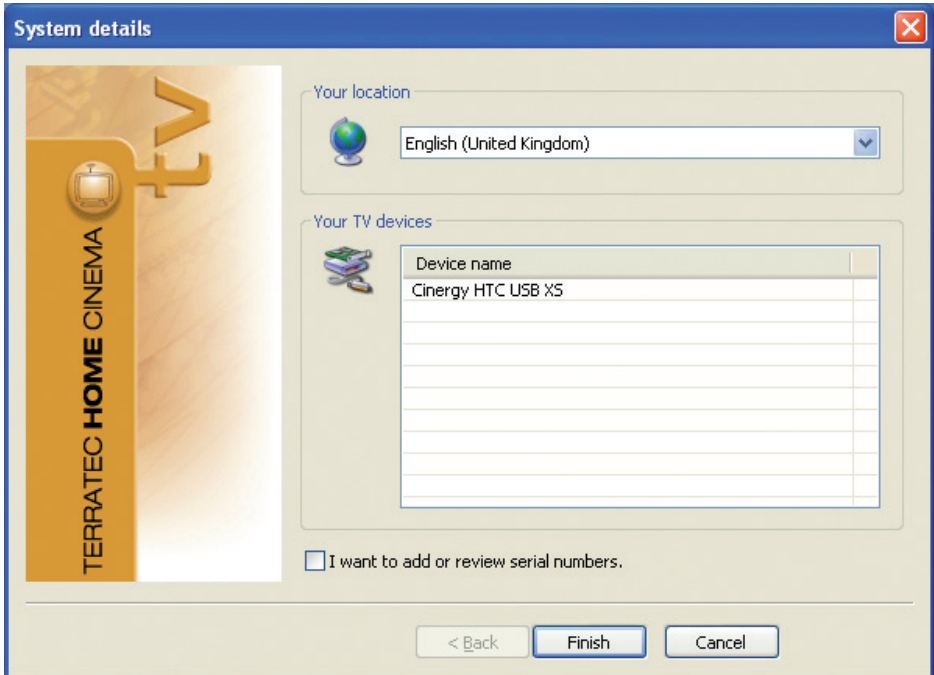 System details
tv
TERRATEC HOME CINEMA
Your location
English (United Kingdom)
Your TV devices
Device name
Cinergy HTC USB XS
I want to add or review serial numbers.
< Back
Finish
Cancel